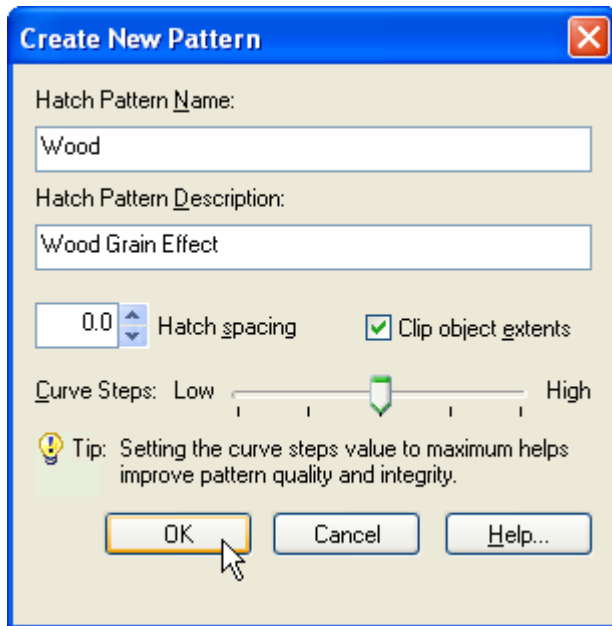 Create New Pattern
Hatch Pattern Name:
Wood
Hatch Pattern Description:
Wood Grain Effect
0.0 Hatch spacing Clip object extents
Curve Steps: Low High
Tip: Setting the curve steps value to maximum helps
improve pattern quality and integrity.
OK Cancel Help...